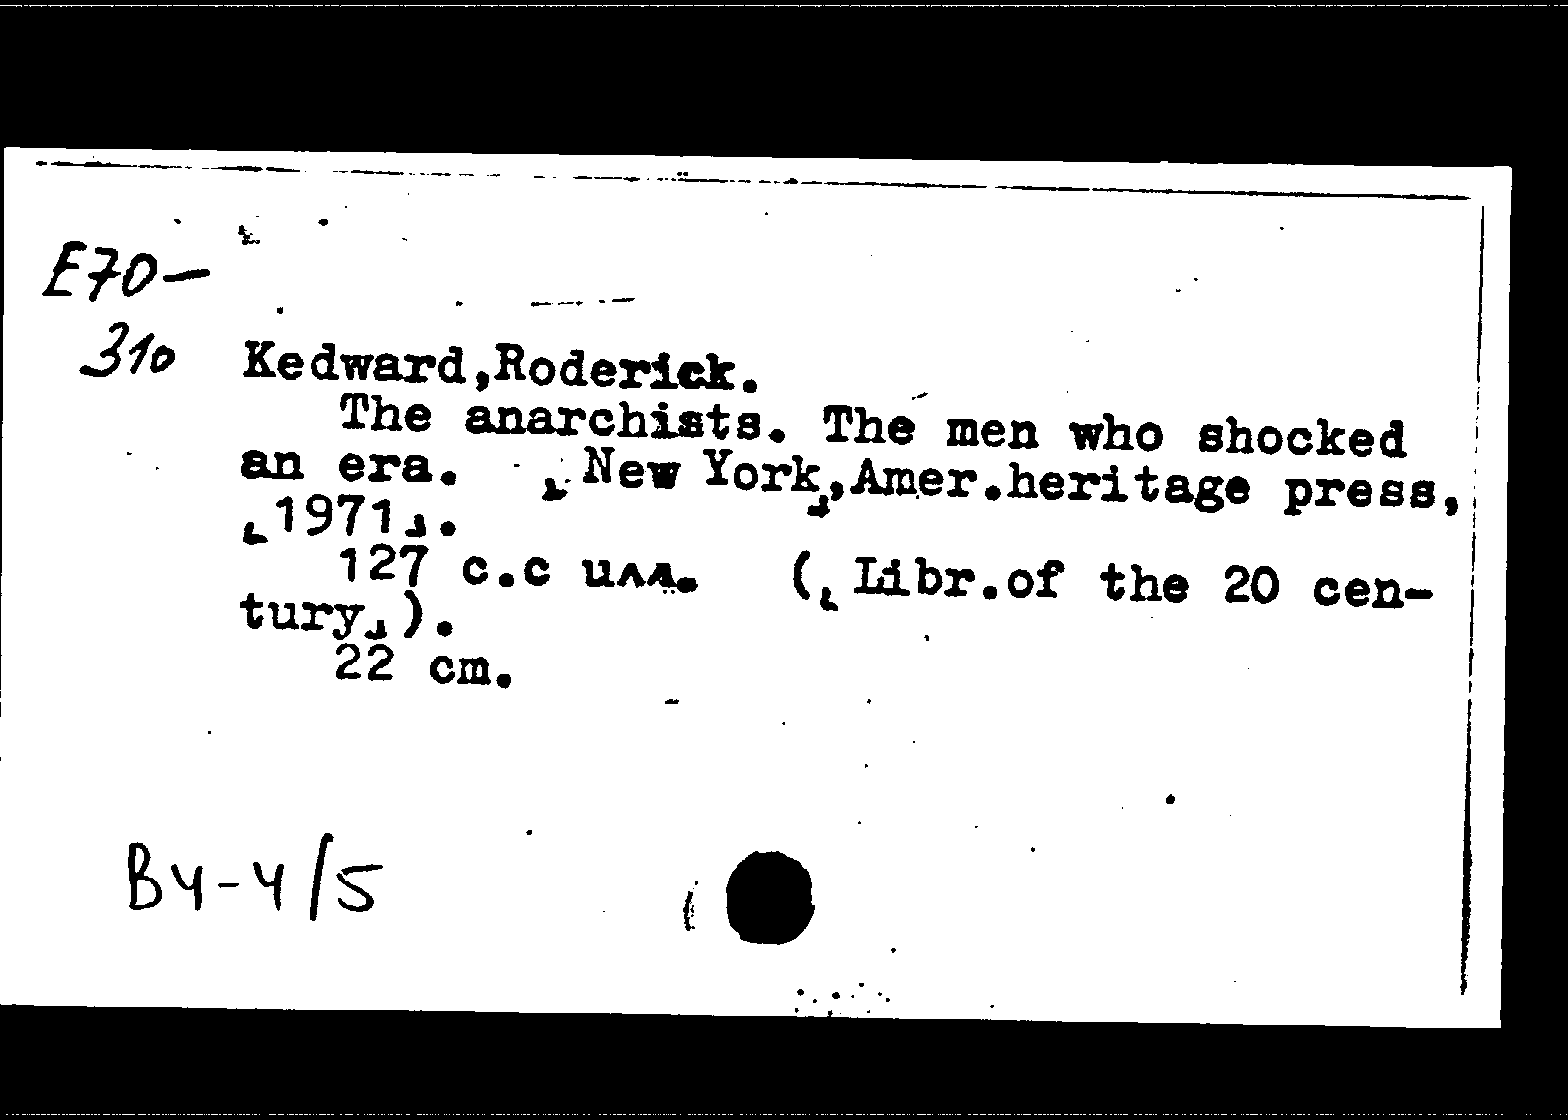 E70-
310
Kedward,Roderick.
The anarchists. The men who shocked
an era. [New York],Amer.heritage press,
[1971].
127 с.с илл. ([Libr.of the 20 cen-
tury]).
22 cm.
B4-4/5